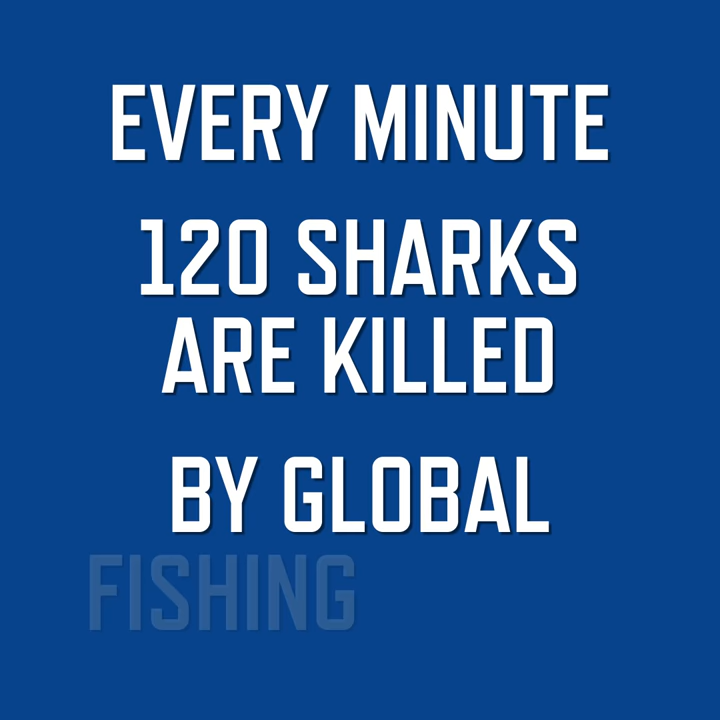 EVERY MINUTE
120 SHARKS
ARE KILLED
BY GLOBAL
FISHING